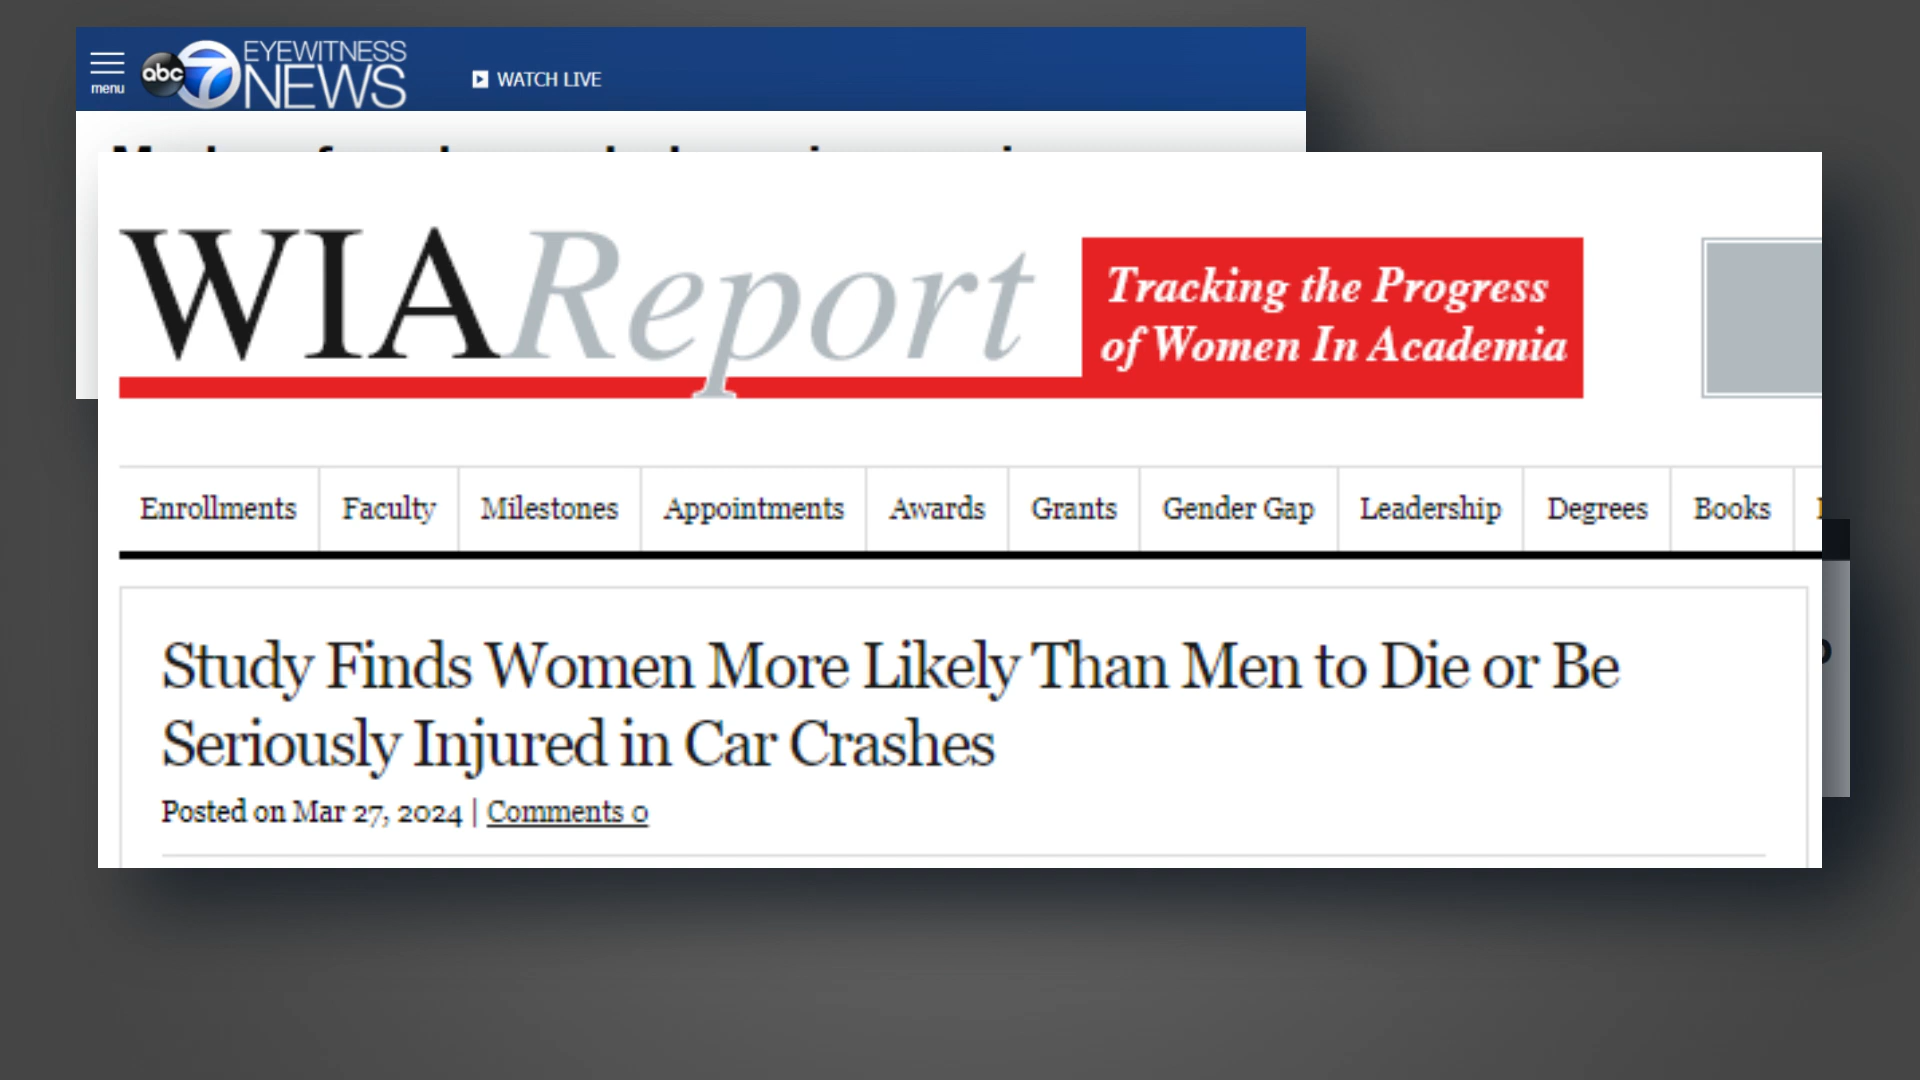 menu
abc 7 EYEWITNESS NEWS
WATCH LIVE
WIAReport
Tracking the Progress
of Women In Academia
Enrollments Faculty Milestones Appointments Awards Grants Gender Gap Leadership Degrees Books
Study Finds Women More Likely Than Men to Die or Be
Seriously Injured in Car Crashes
Posted on Mar 27, 2024 | Comments 0